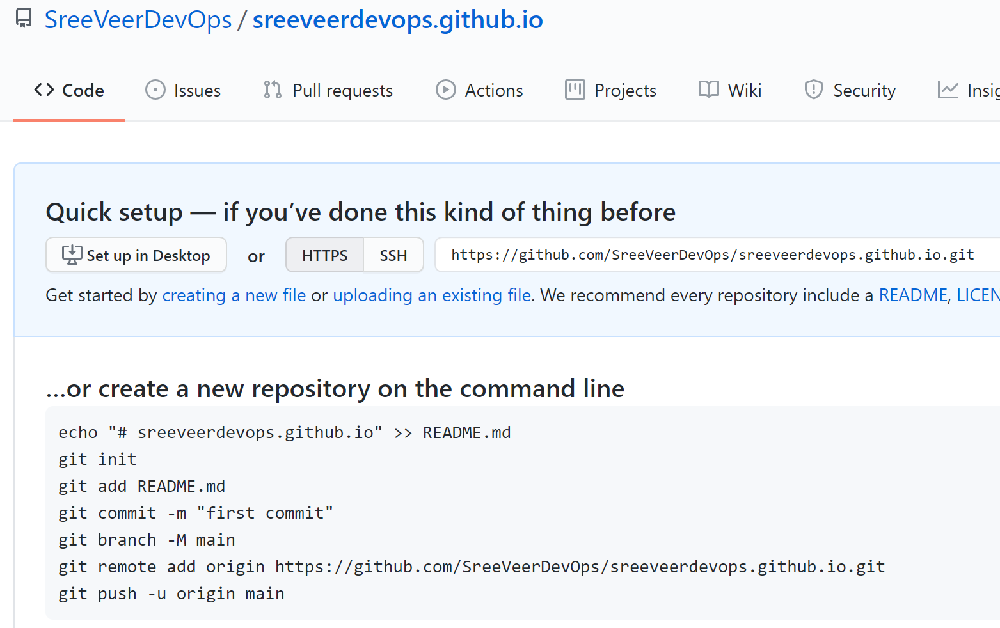 SreeVeerDevOps / sreeveerdevops.github.io
Code Issues Pull requests Actions Projects Wiki Security Insig
Quick setup — if you’ve done this kind of thing before
Set up in Desktop or HTTPS SSH https://github.com/SreeVeerDevOps/sreeveerdevops.github.io.git
Get started by creating a new file or uploading an existing file. We recommend every repository include a README, LICEN
…or create a new repository on the command line
echo "# sreeveerdevops.github.io" >> README.md
git init
git add README.md
git commit -m "first commit"
git branch -M main
git remote add origin https://github.com/SreeVeerDevOps/sreeveerdevops.github.io.git
git push -u origin main